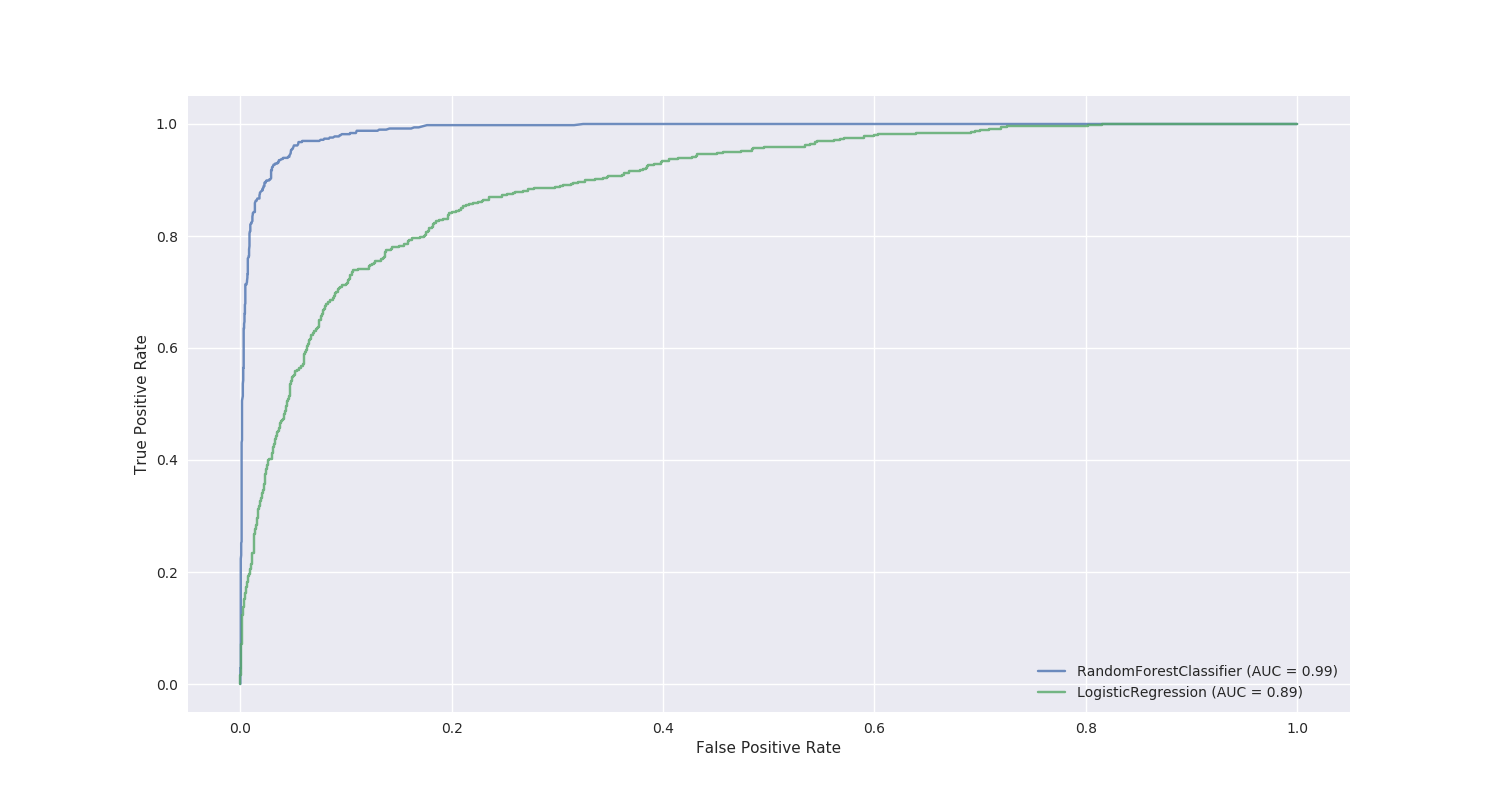 1.0
0.8
0.6
0.4
0.2
0.0
True Positive Rate
RandomForestClassifier (AUC = 0.99)
LogisticRegression (AUC = 0.89)
0.0 0.2 0.4 0.6 0.8 1.0
False Positive Rate